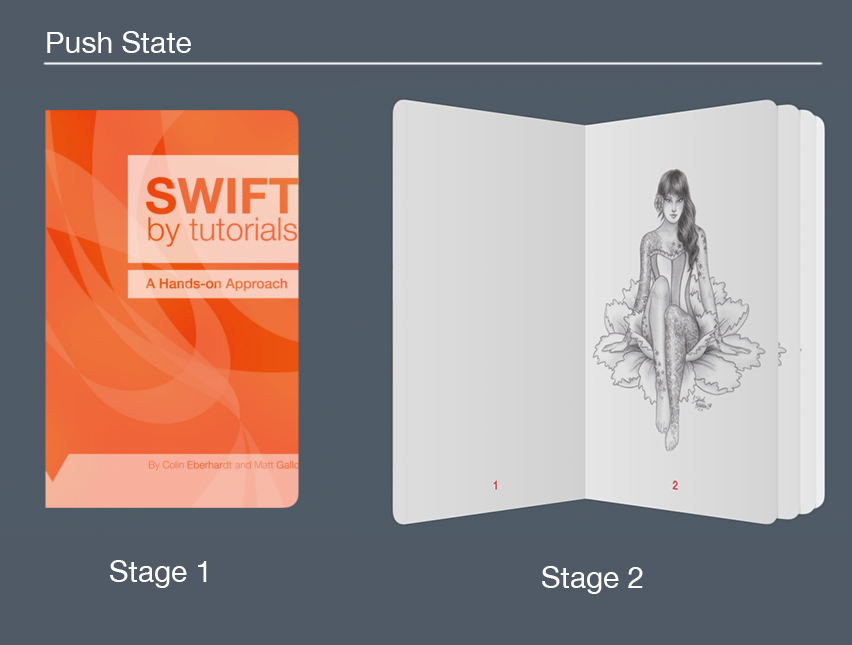 Push State
SWIFT
by tutorials
A Hands-on Approach
By Colin Eberhardt and Matt Gallo
1
2
Stage 1
Stage 2